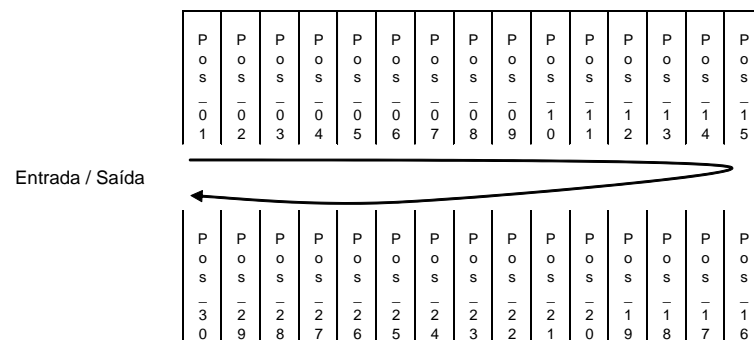 Pos_01 Pos_02 Pos_03 Pos_04 Pos_05 Pos_06 Pos_07 Pos_08 Pos_09 Pos_10 Pos_11 Pos_12 Pos_13 Pos_14 Pos_15
Entrada / Saída
Pos_30 Pos_29 Pos_28 Pos_27 Pos_26 Pos_25 Pos_24 Pos_23 Pos_22 Pos_21 Pos_20 Pos_19 Pos_18 Pos_17 Pos_16